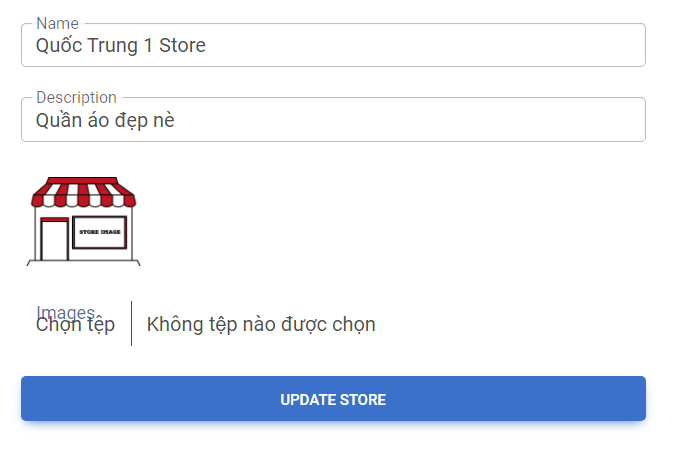 Name
Quốc Trung 1 Store
Description
Quần áo đẹp nè
STORE IMAGE
Images
Chọn tệp Không tệp nào được chọn
UPDATE STORE